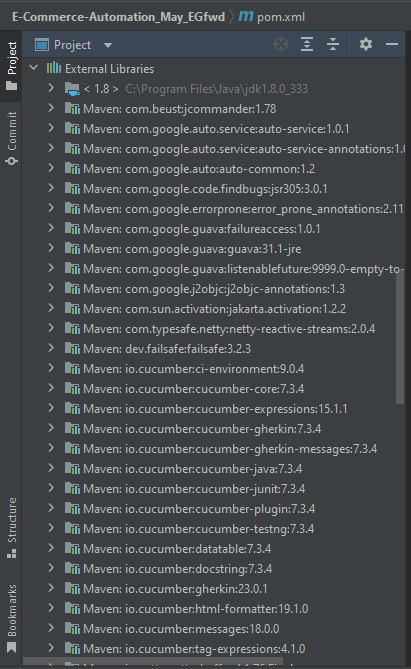 E-Commerce-Automation_May_EGfwd > pom.xml
Project
Project
Commit
Structure
Bookmarks
External Libraries
< 1.8 > C:\Program Files\Java\jdk1.8.0_333
Maven: com.beust:jcommander:1.78
Maven: com.google.auto.service:auto-service:1.0.1
Maven: com.google.auto.service:auto-service-annotations:1.0
Maven: com.google.auto:auto-common:1.2
Maven: com.google.code.findbugs:jsr305:3.0.1
Maven: com.google.errorprone:error_prone_annotations:2.11
Maven: com.google.guava:failureaccess:1.0.1
Maven: com.google.guava:guava:31.1-jre
Maven: com.google.guava:listenablefuture:9999.0-empty-to-
Maven: com.google.j2objc:j2objc-annotations:1.3
Maven: com.sun.activation:jakarta.activation:1.2.2
Maven: com.typesafe.netty:netty-reactive-streams:2.0.4
Maven: dev.failsafe:failsafe:3.2.3
Maven: io.cucumber:ci-environment:9.0.4
Maven: io.cucumber:cucumber-core:7.3.4
Maven: io.cucumber:cucumber-expressions:15.1.1
Maven: io.cucumber:cucumber-gherkin:7.3.4
Maven: io.cucumber:cucumber-gherkin-messages:7.3.4
Maven: io.cucumber:cucumber-java:7.3.4
Maven: io.cucumber:cucumber-junit:7.3.4
Maven: io.cucumber:cucumber-plugin:7.3.4
Maven: io.cucumber:cucumber-testng:7.3.4
Maven: io.cucumber:datatable:7.3.4
Maven: io.cucumber:docstring:7.3.4
Maven: io.cucumber:gherkin:23.0.1
Maven: io.cucumber:html-formatter:19.1.0
Maven: io.cucumber:messages:18.0.0
Maven: io.cucumber:tag-expressions:4.1.0